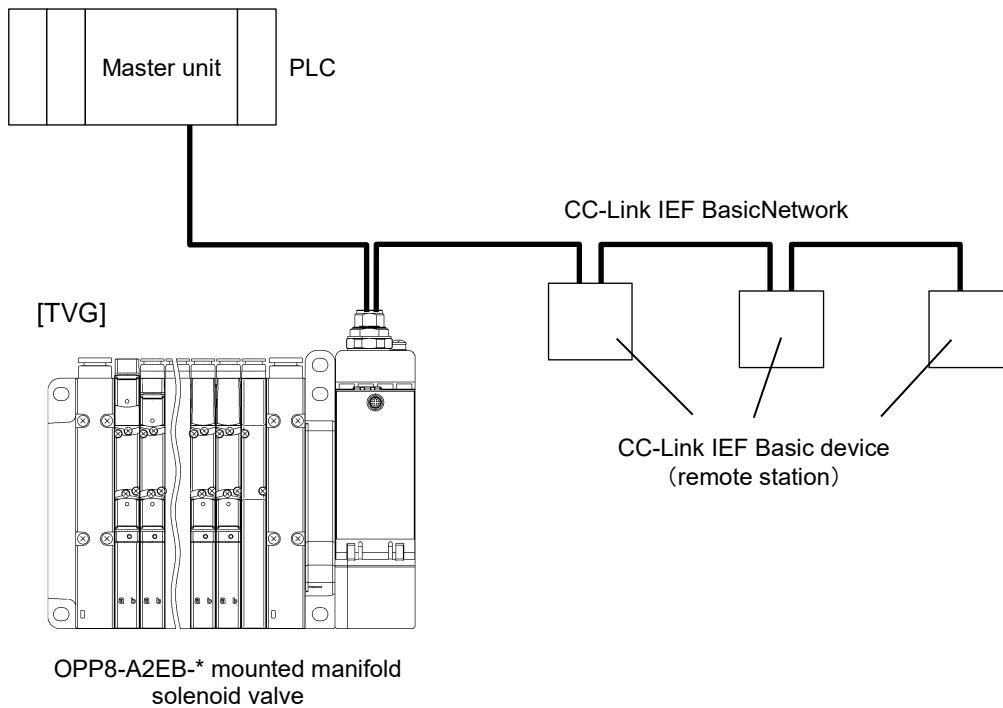 Master unit
PLC
CC-Link IEF BasicNetwork
[TVG]
CC-Link IEF Basic device
（remote station）
a b a b a b a b
OPP8-A2EB-* mounted manifold
solenoid valve